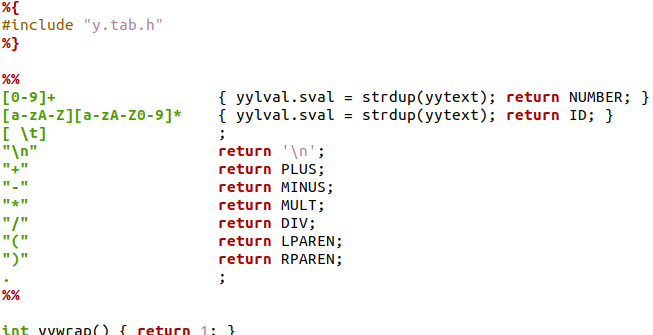 %{
#include "y.tab.h"
%}
%%
[0-9]+ { yylval.sval = strdup(yytext); return NUMBER; }
[a-zA-Z][a-zA-Z0-9]* { yylval.sval = strdup(yytext); return ID; }
[ \t] ;
"\n" return '\n';
"+" return PLUS;
"-" return MINUS;
"*" return MULT;
"/" return DIV;
"(" return LPAREN;
")" return RPAREN;
. ;
%%
int yywrap() { return 1; }